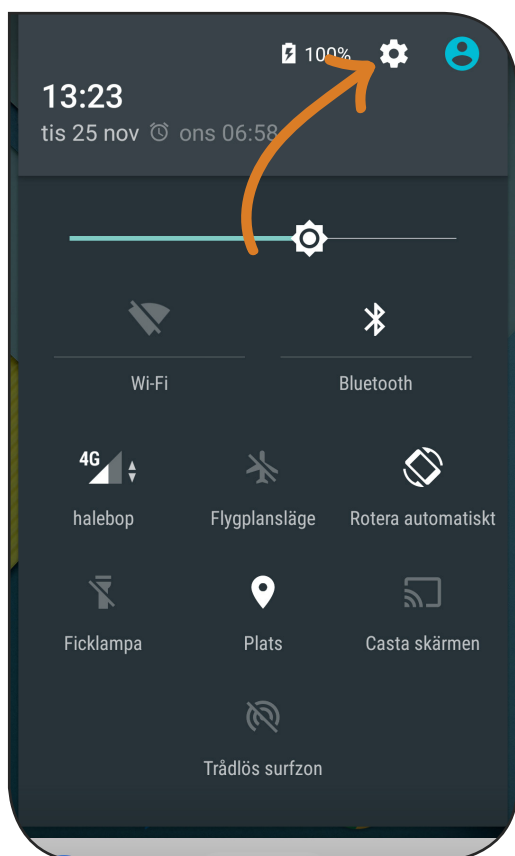 100%
13:23
tis 25 nov ons 06:58
Wi-Fi
Bluetooth
4G
halebop
Flygplansläge
Rotera automatiskt
Ficklampa
Plats
Casta skärmen
Trådlös surfzon